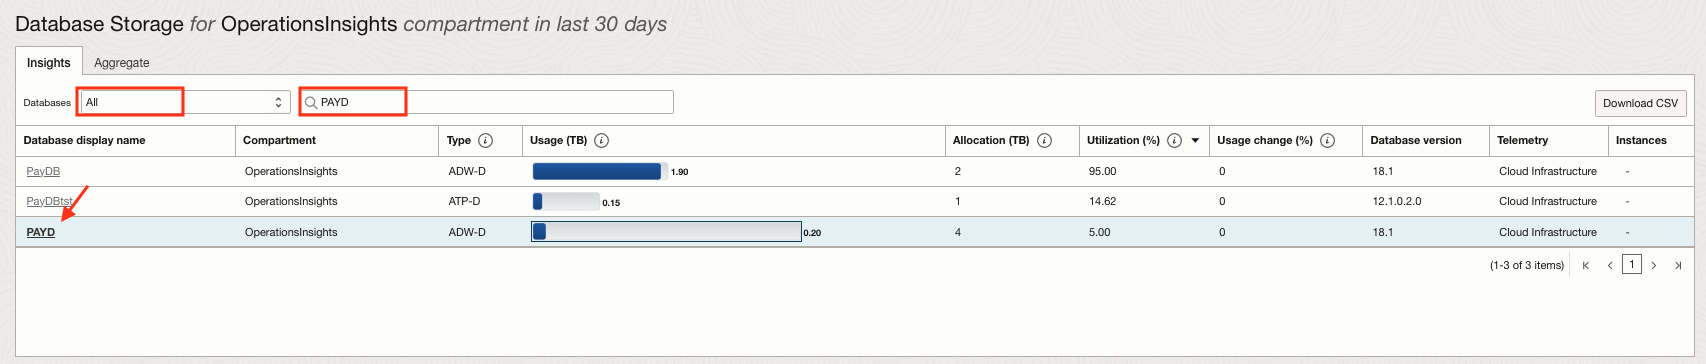 Database Storage for OperationsInsights compartment in last 30 days
Insights Aggregate
Databases All PAYD Download CSV
Database display name Compartment Type Usage (TB) Allocation (TB) Utilization (%) Usage change (%) Database version Telemetry Instances
PayDB OperationsInsights ADW-D 1.90 2 95.00 0 18.1 Cloud Infrastructure -
PayDBtst OperationsInsights ATP-D 0.15 1 14.62 0 12.1.0.2.0 Cloud Infrastructure -
PAYD OperationsInsights ADW-D 0.20 4 5.00 0 18.1 Cloud Infrastructure -
(1-3 of 3 items) 1